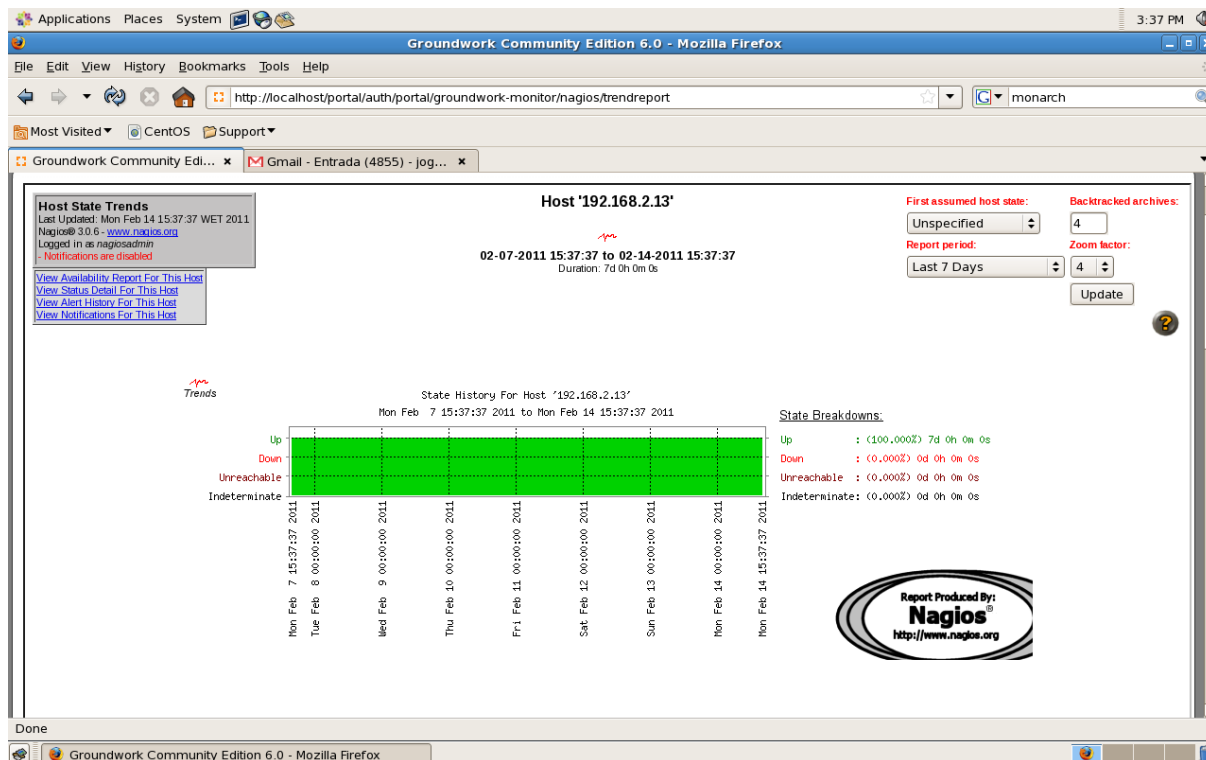 Applications Places System 3:37 PM
Groundwork Community Edition 6.0 - Mozilla Firefox
File Edit View History Bookmarks Tools Help
http://localhost/portal/auth/portal/groundwork-monitor/nagios/trendreport G monarch
Most Visited CentOS Support
Groundwork Community Edi... Gmail - Entrada (4855) - jog...
Host State Trends
Last Updated: Mon Feb 14 15:37:37 WET 2011
Nagios® 3.0.6 - www.nagios.org
Logged in as nagiosadmin
- Notifications are disabled
View Availability Report For This Host
View Status Detail For This Host
View Alert History For This Host
View Notifications For This Host
Host '192.168.2.13'
02-07-2011 15:37:37 to 02-14-2011 15:37:37
Duration: 7d 0h 0m 0s
First assumed host state: Backtracked archives:
Unspecified 4
Report period: Zoom factor:
Last 7 Days 4
Update
?
Trends
State History For Host '192.168.2.13'
Mon Feb 7 15:37:37 2011 to Mon Feb 14 15:37:37 2011
Up
Down
Unreachable
Indeterminate
Mon Feb 7 15:37:37 2011
Tue Feb 8 00:00:00 2011
Wed Feb 9 00:00:00 2011
Thu Feb 10 00:00:00 2011
Fri Feb 11 00:00:00 2011
Sat Feb 12 00:00:00 2011
Sun Feb 13 00:00:00 2011
Mon Feb 14 00:00:00 2011
Mon Feb 14 15:37:37 2011
State Breakdowns:
Up : (100.000%) 7d 0h 0m 0s
Down : (0.000%) 0d 0h 0m 0s
Unreachable : (0.000%) 0d 0h 0m 0s
Indeterminate: (0.000%) 0d 0h 0m 0s
Report Produced By:
Nagios®
http://www.nagios.org
Done
Groundwork Community Edition 6.0 - Mozilla Firefox